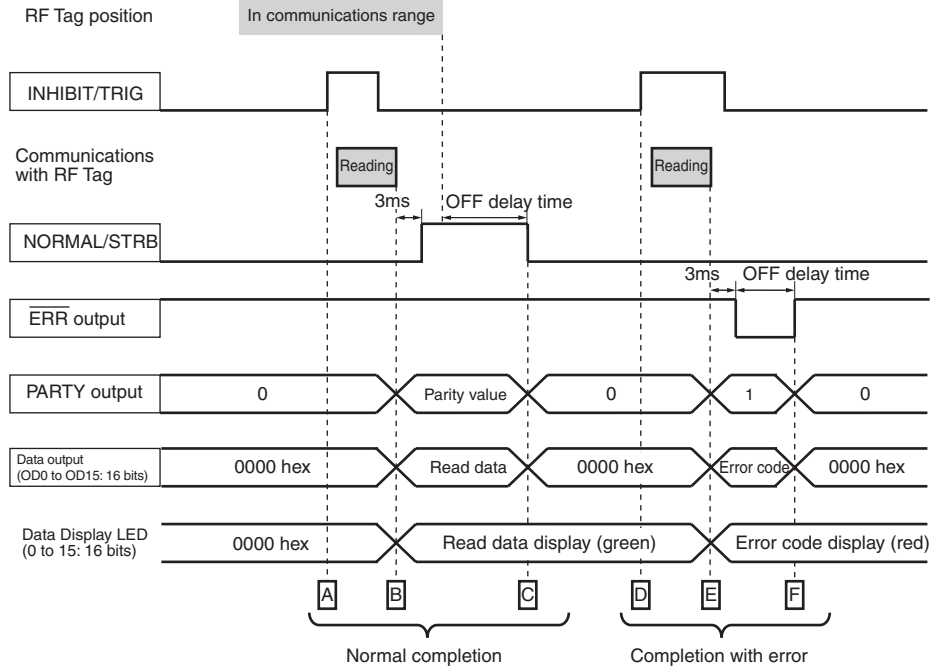 RF Tag position
In communications range
INHIBIT/TRIG
Communications
with RF Tag
Reading
Reading
3ms
OFF delay time
NORMAL/STRB
3ms
OFF delay time
ERR output
PARTY output
0
Parity value
0
1
0
Data output
(OD0 to OD15: 16 bits)
0000 hex
Read data
0000 hex
Error code
0000 hex
Data Display LED
(0 to 15: 16 bits)
0000 hex
Read data display (green)
Error code display (red)
A
B
C
D
E
F
Normal completion
Completion with error